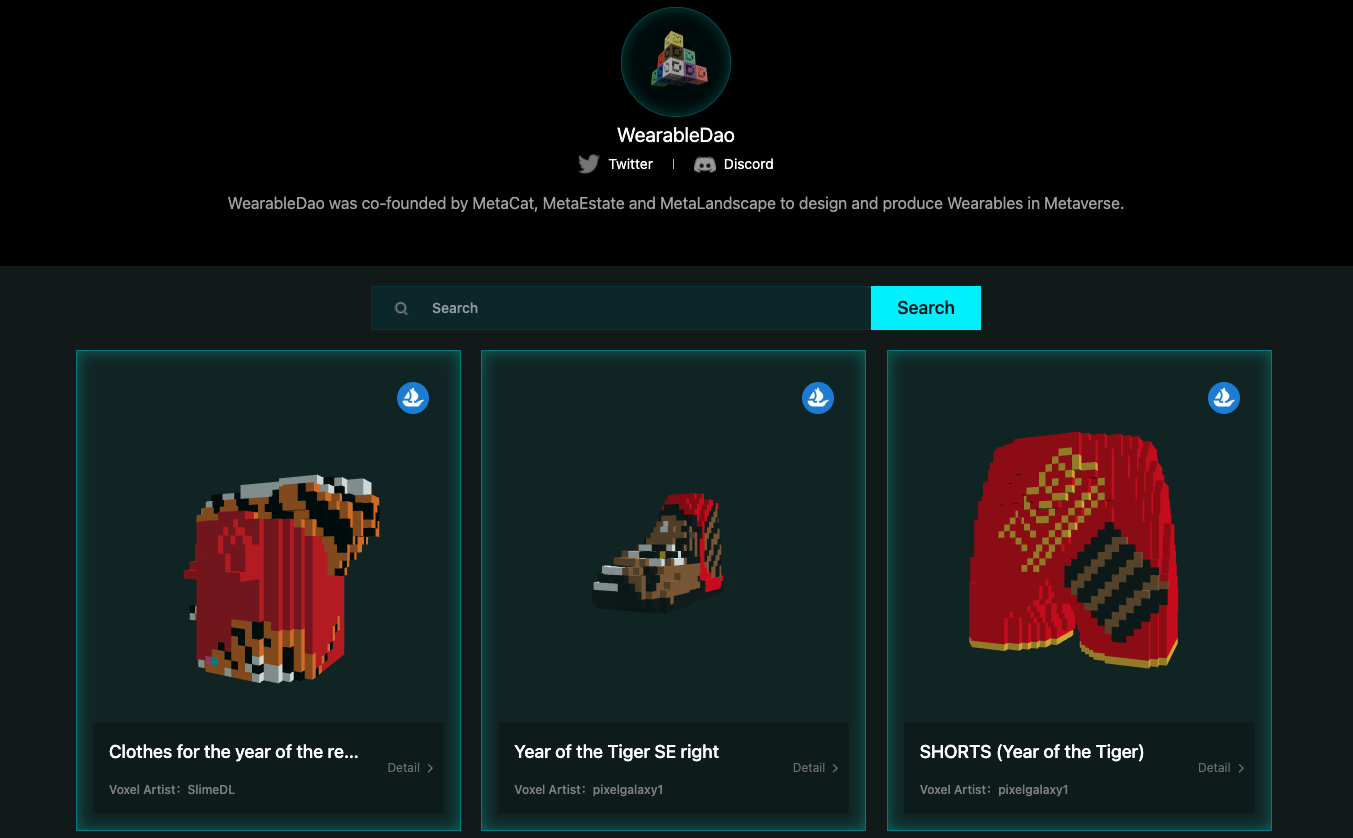 WearableDao
Twitter | Discord
WearableDao was co-founded by MetaCat, MetaEstate and MetaLandscape to design and produce Wearables in Metaverse.
Search Search
Clothes for the year of the re...
Detail >
Voxel Artist：SlimeDL
Year of the Tiger SE right
Detail >
Voxel Artist：pixelgalaxy1
SHORTS (Year of the Tiger)
Detail >
Voxel Artist：pixelgalaxy1